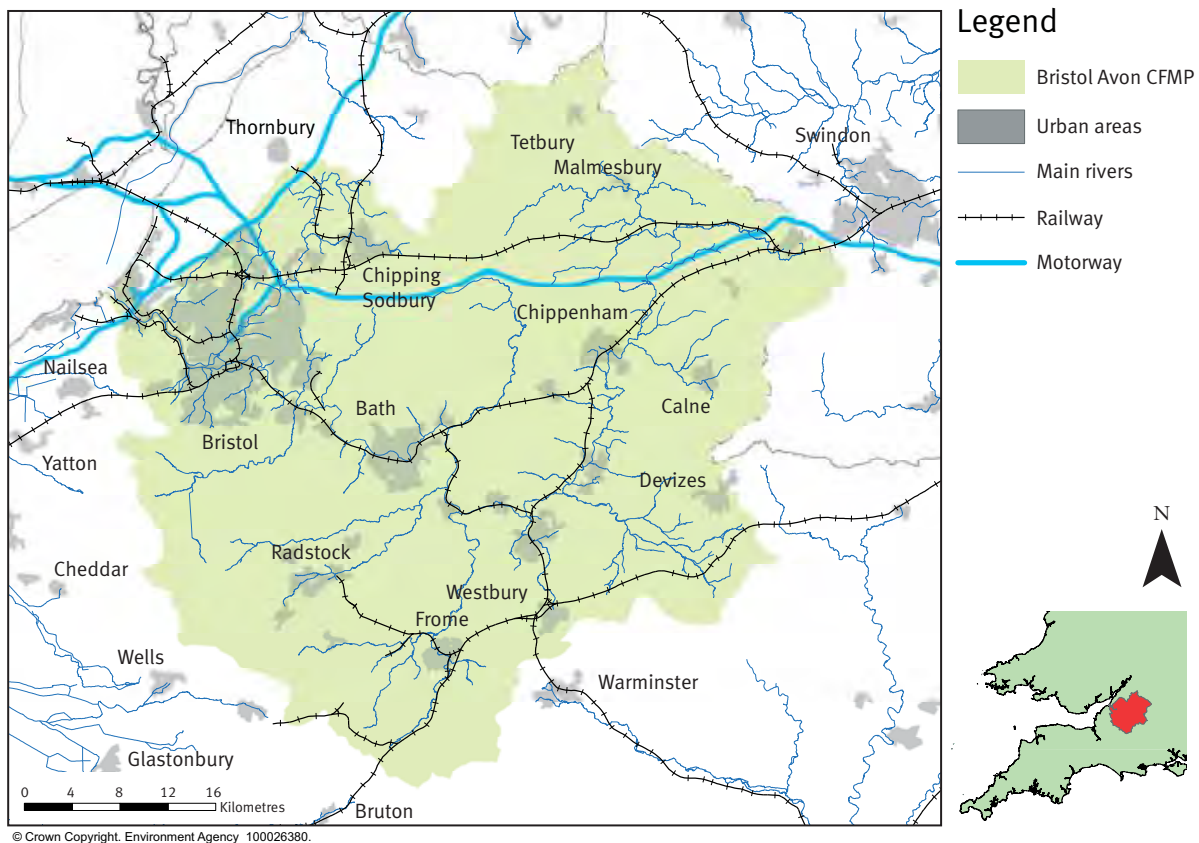 Legend
Bristol Avon CFMP
Urban areas
Main rivers
Railway
Motorway
Thornbury
Tetbury
Malmesbury
Swindon
Chipping
Sodbury
Chippenham
Nailsea
Bath
Calne
Bristol
Yatton
Devizes
Radstock
Cheddar
Westbury
Frome
Wells
Warminster
Glastonbury
Bruton
N
0 4 8 12 16
Kilometres
© Crown Copyright. Environment Agency 100026380.